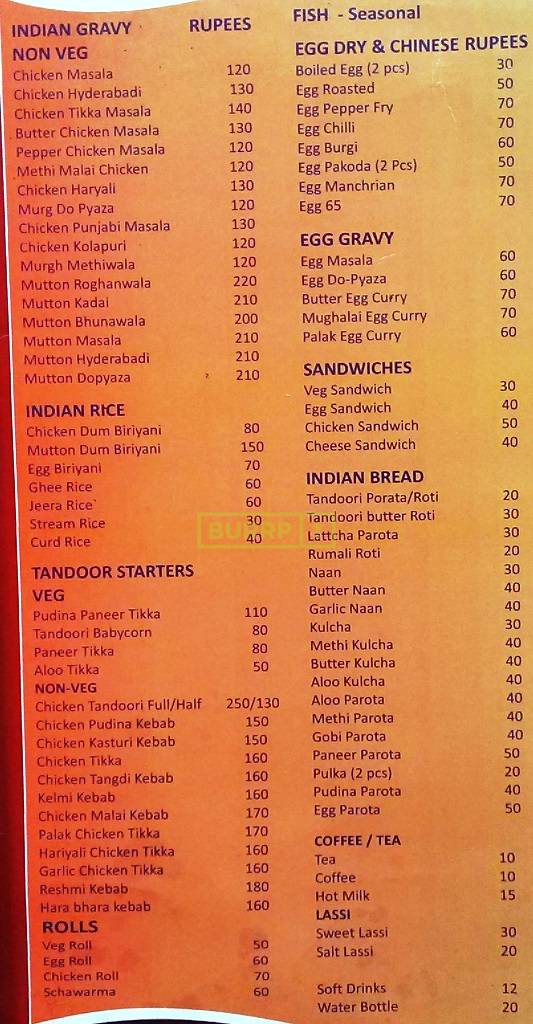 INDIAN GRAVY RUPEES
NON VEG
Chicken Masala 120
Chicken Hyderabadi 130
Chicken Tikka Masala 140
Butter Chicken Masala 130
Pepper Chicken Masala 120
Methi Malai Chicken 120
Chicken Haryali 130
Murg Do Pyaza 120
Chicken Punjabi Masala 130
Chicken Kolapuri 120
Murgh Methiwala 120
Mutton Roghanwala 220
Mutton Kadai 210
Mutton Bhunawala 200
Mutton Masala 210
Mutton Hyderabadi 210
Mutton Dopyaza 210
INDIAN RICE
Chicken Dum Biriyani 80
Mutton Dum Biriyani 150
Egg Biriyani 70
Ghee Rice 60
Jeera Rice` 60
Stream Rice 30
Curd Rice 40
TANDOOR STARTERS
VEG
Pudina Paneer Tikka 110
Tandoori Babycorn 80
Paneer Tikka 80
Aloo Tikka 50
NON-VEG
Chicken Tandoori Full/Half 250/130
Chicken Pudina Kebab 150
Chicken Kasturi Kebab 150
Chicken Tikka 160
Chicken Tangdi Kebab 160
Kelmi Kebab 160
Chicken Malai Kebab 170
Palak Chicken Tikka 170
Hariyali Chicken Tikka 160
Garlic Chicken Tikka 160
Reshmi Kebab 180
Hara bhara kebab 160
ROLLS
Veg Roll 50
Egg Roll 60
Chicken Roll 70
Schawarma 60
FISH - Seasonal
EGG DRY & CHINESE RUPEES
Boiled Egg (2 pcs) 30
Egg Roasted 50
Egg Pepper Fry 70
Egg Chilli 70
Egg Burgi 60
Egg Pakoda (2 Pcs) 50
Egg Manchrian 70
Egg 65 70
EGG GRAVY
Egg Masala 60
Egg Do-Pyaza 60
Butter Egg Curry 70
Mughalai Egg Curry 70
Palak Egg Curry 60
SANDWICHES
Veg Sandwich 30
Egg Sandwich 40
Chicken Sandwich 50
Cheese Sandwich 40
INDIAN BREAD
Tandoori Porata/Roti 20
Tandoori butter Roti 30
Lattcha Parota 30
Rumali Roti 20
Naan 30
Butter Naan 40
Garlic Naan 40
Kulcha 30
Methi Kulcha 40
Butter Kulcha 40
Aloo Kulcha 40
Aloo Parota 40
Methi Parota 40
Gobi Parota 40
Paneer Parota 50
Pulka (2 pcs) 20
Pudina Parota 40
Egg Parota 50
COFFEE / TEA
Tea 10
Coffee 10
Hot Milk 15
LASSI
Sweet Lassi 30
Salt Lassi 20
Soft Drinks 12
Water Bottle 20